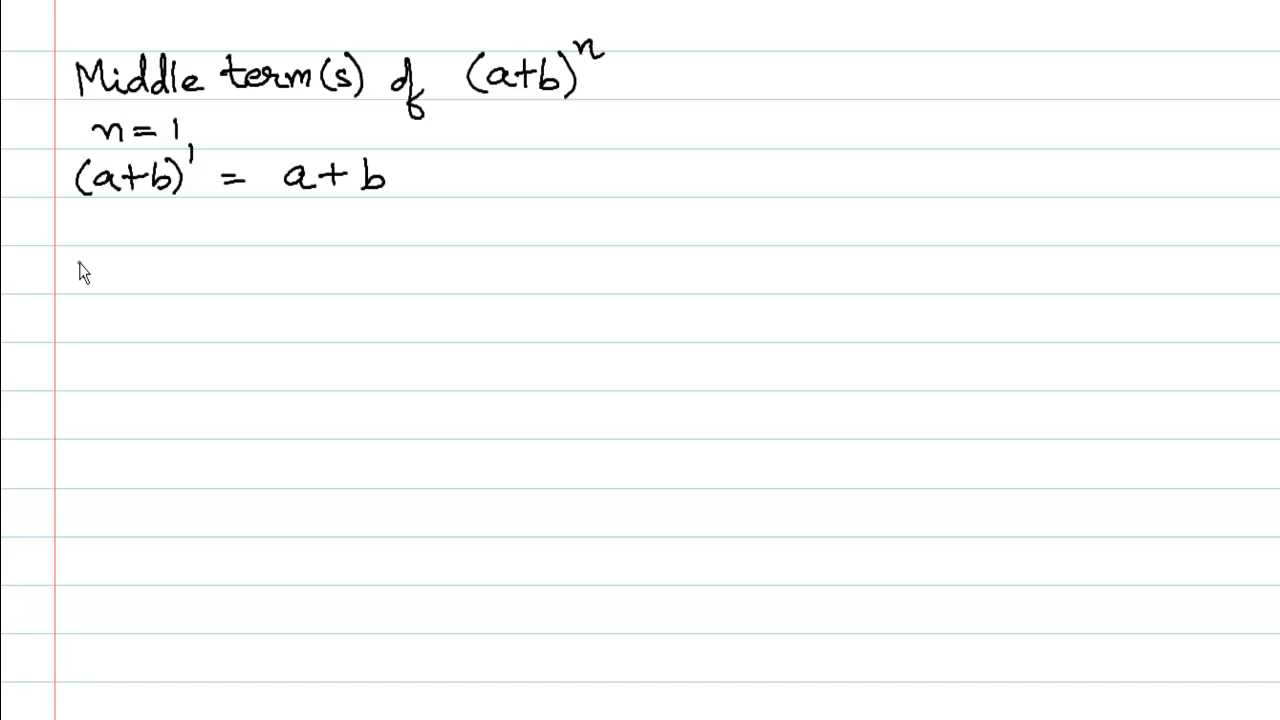 Middle term(s) of (a+b)^n
n = 1,
(a+b)^1 = a + b